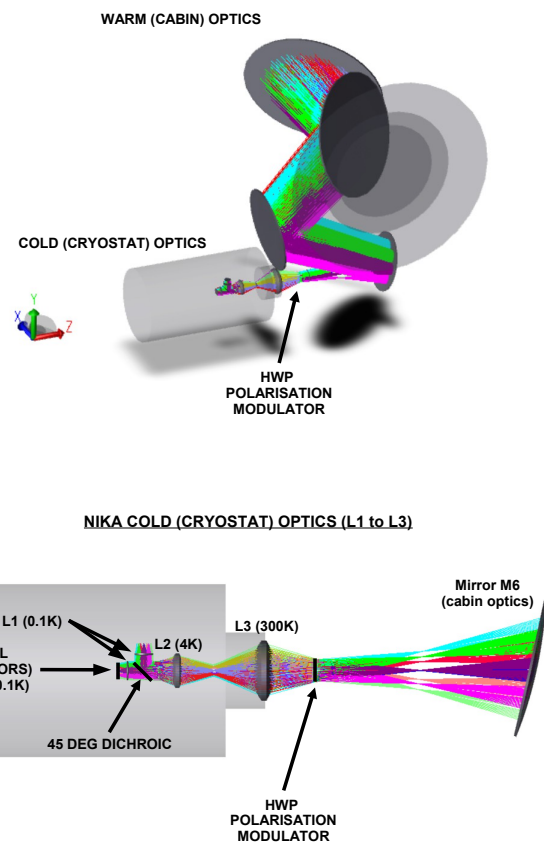 WARM (CABIN) OPTICS
COLD (CRYOSTAT) OPTICS
Y
X
Z
HWP
POLARISATION
MODULATOR
NIKA COLD (CRYOSTAT) OPTICS (L1 to L3)
Mirror M6
(cabin optics)
L1 (0.1K)
L3 (300K)
L2 (4K)
L
ORS)
0.1K)
45 DEG DICHROIC
HWP
POLARISATION
MODULATOR